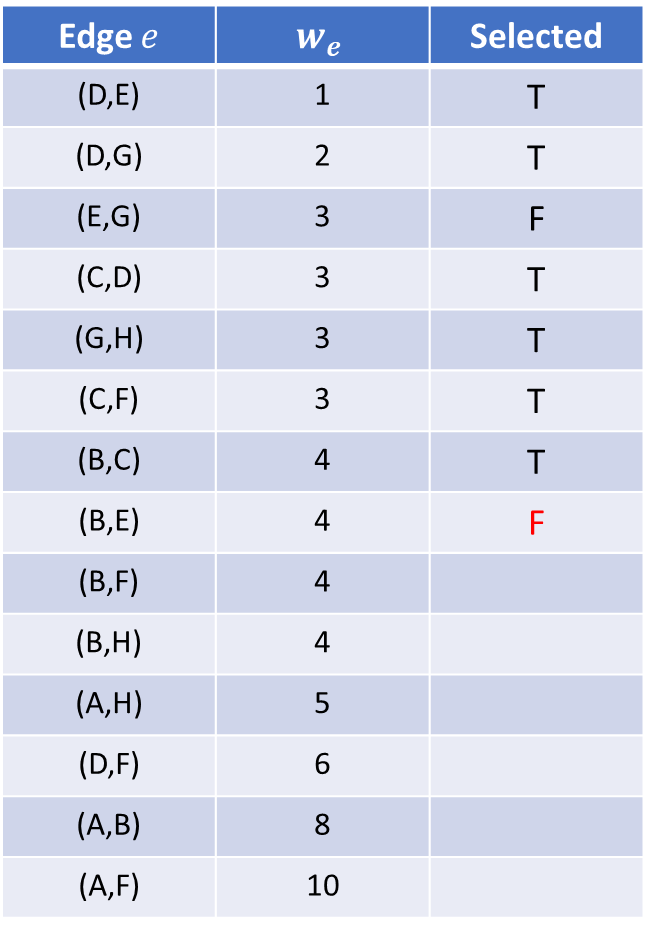 Edge e w_e Selected
(D,E) 1 T
(D,G) 2 T
(E,G) 3 F
(C,D) 3 T
(G,H) 3 T
(C,F) 3 T
(B,C) 4 T
(B,E) 4 F
(B,F) 4
(B,H) 4
(A,H) 5
(D,F) 6
(A,B) 8
(A,F) 10